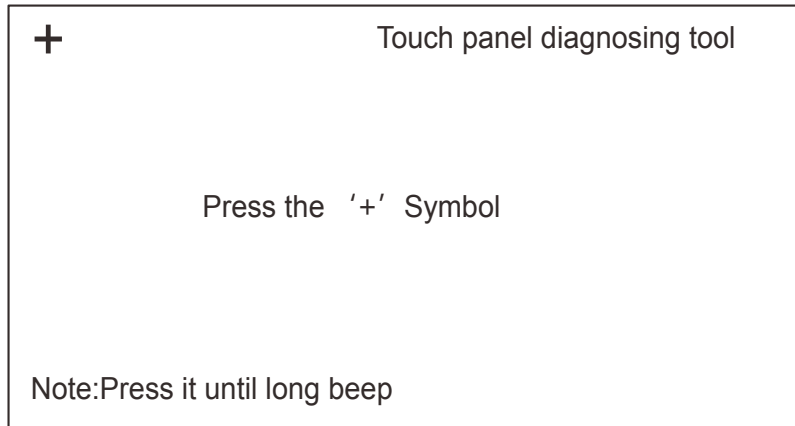 + Touch panel diagnosing tool
Press the ‘+’ Symbol
Note:Press it until long beep